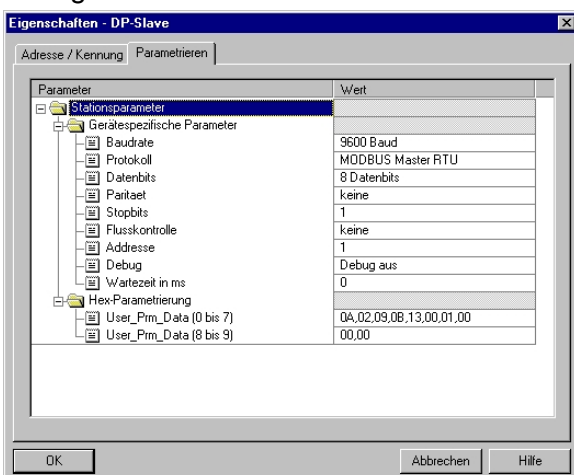 Eigenschaften - DP-Slave
Adresse / Kennung Parametrieren
Parameter Wert
Stationsparameter
Gerätespezifische Parameter
Baudrate 9600 Baud
Protokoll MODBUS Master RTU
Datenbits 8 Datenbits
Paritaet keine
Stopbits 1
Flusskontrolle keine
Addresse 1
Debug Debug aus
Wartezeit in ms 0
Hex-Parametrierung
User_Prm_Data (0 bis 7) 0A,02,09,0B,13,00,01,00
User_Prm_Data (8 bis 9) 00,00
OK Abbrechen Hilfe